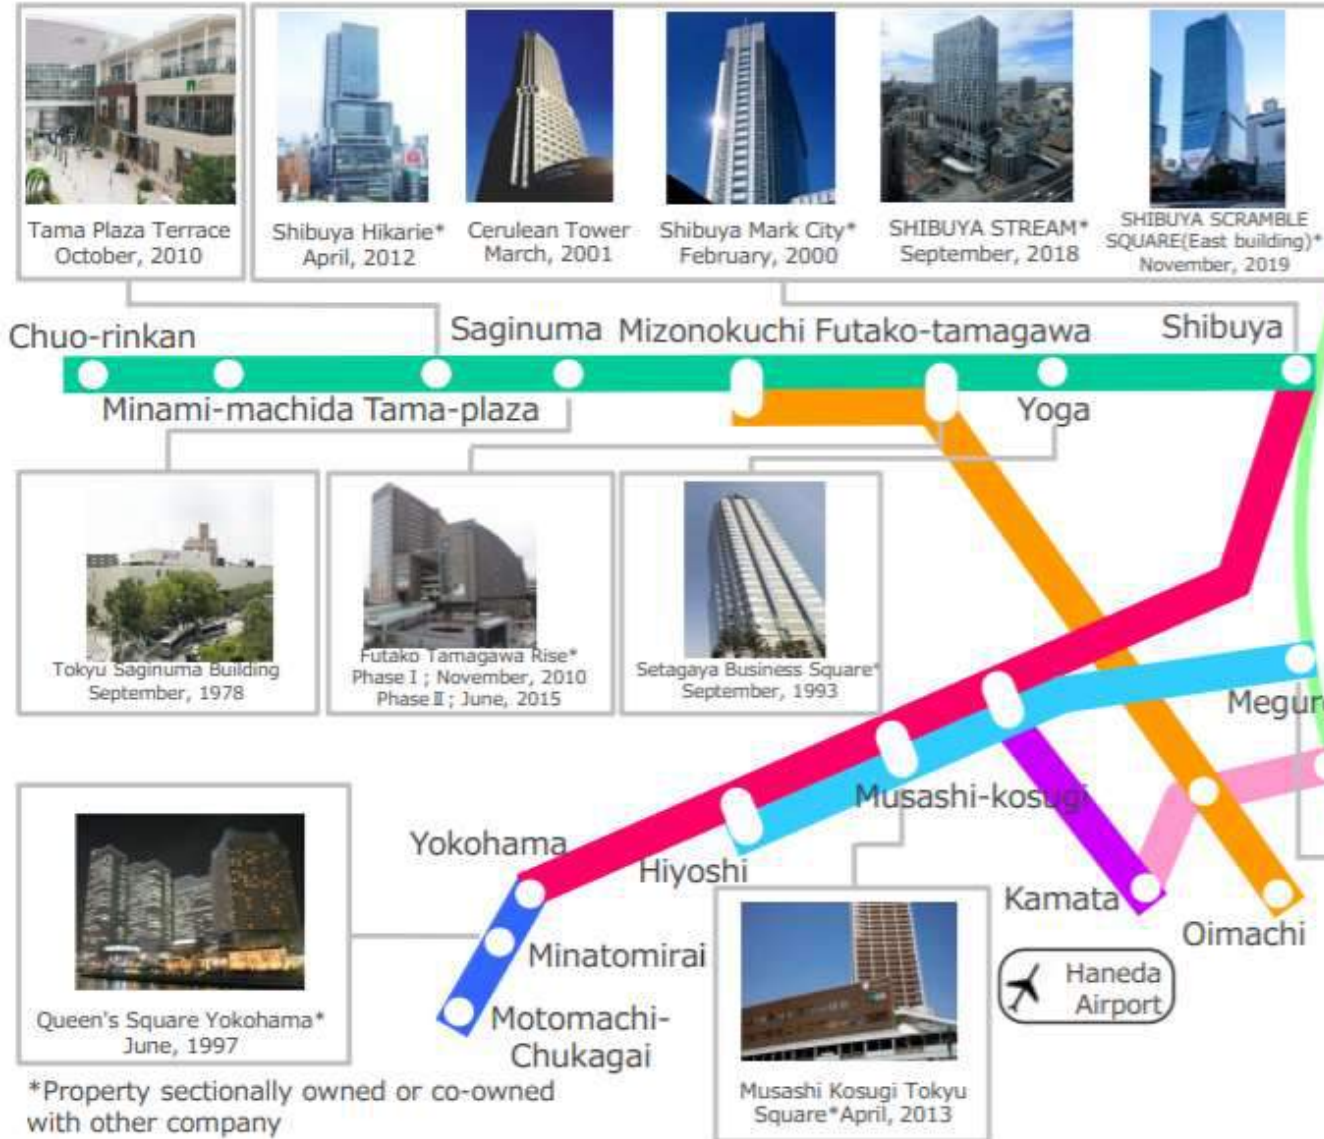 Tama Plaza Terrace
October, 2010
Shibuya Hikarie*
April, 2012
Cerulean Tower
March, 2001
Shibuya Mark City*
February, 2000
SHIBUYA STREAM*
September, 2018
SHIBUYA SCRAMBLE
SQUARE(East building)*
November, 2019
Chuo-rinkan
Saginuma
Mizonokuchi
Futako-tamagawa
Shibuya
Minami-machida
Tama-plaza
Yoga
Tokyu Saginuma Building
September, 1978
Futako Tamagawa Rise*
Phase Ⅰ; November, 2010
Phase Ⅱ; June, 2015
Setagaya Business Square*
September, 1993
Megur
Musashi-kosugi
Yokohama
Hiyoshi
Kamata
Oimachi
Minatomirai
Motomachi-
Chukagai
Haneda
Airport
Queen's Square Yokohama*
June, 1997
Musashi Kosugi Tokyu
Square*April, 2013
*Property sectionally owned or co-owned
with other company